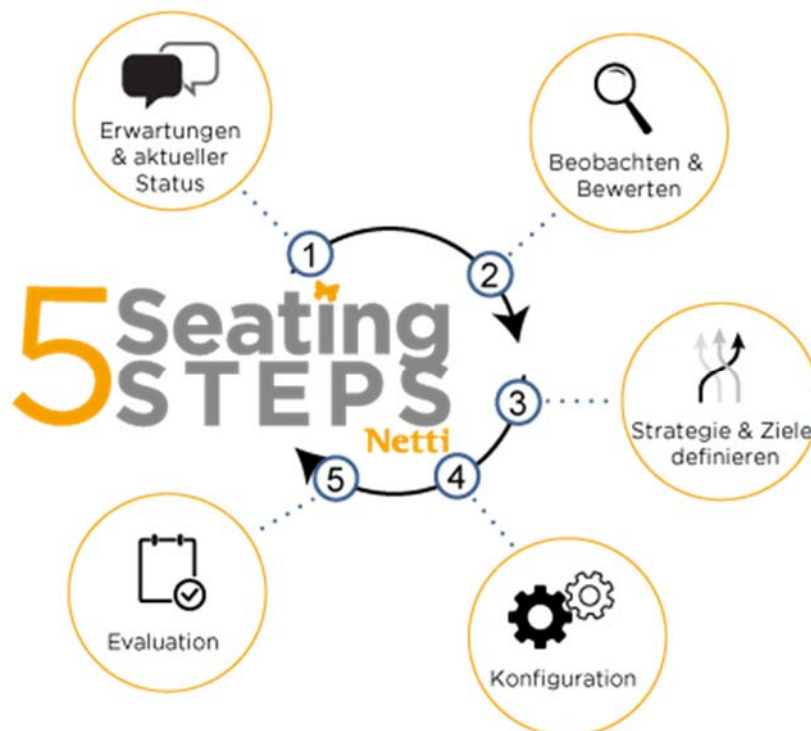 Erwartungen
& aktueller
Status
1
Beobachten &
Bewerten
2
5 Seating
STEPS
Netti
3
Strategie & Ziele
definieren
4
Konfiguration
5
Evaluation